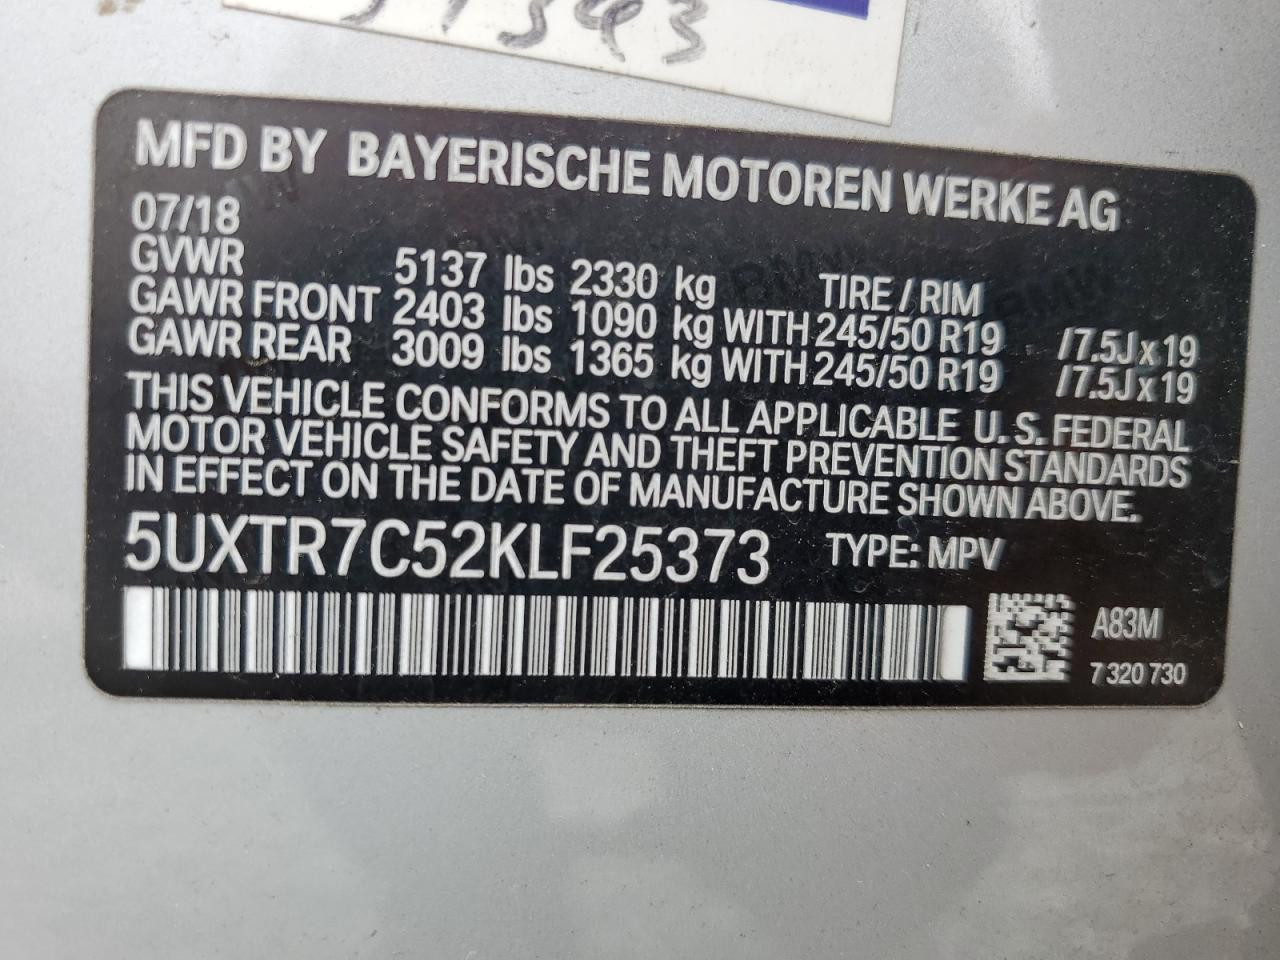 MFD BY BAYERISCHE MOTOREN WERKE AG
07/18
GVWR 5137 lbs 2330 kg TIRE / RIM
GAWR FRONT 2403 lbs 1090 kg WITH 245/50 R19 /7.5J x 19
GAWR REAR 3009 lbs 1365 kg WITH 245/50 R19 /7.5J x 19
THIS VEHICLE CONFORMS TO ALL APPLICABLE U.S. FEDERAL
MOTOR VEHICLE SAFETY AND THEFT PREVENTION STANDARDS
IN EFFECT ON THE DATE OF MANUFACTURE SHOWN ABOVE.
5UXTR7C52KLF25373 TYPE: MPV
A83M
7 320 730